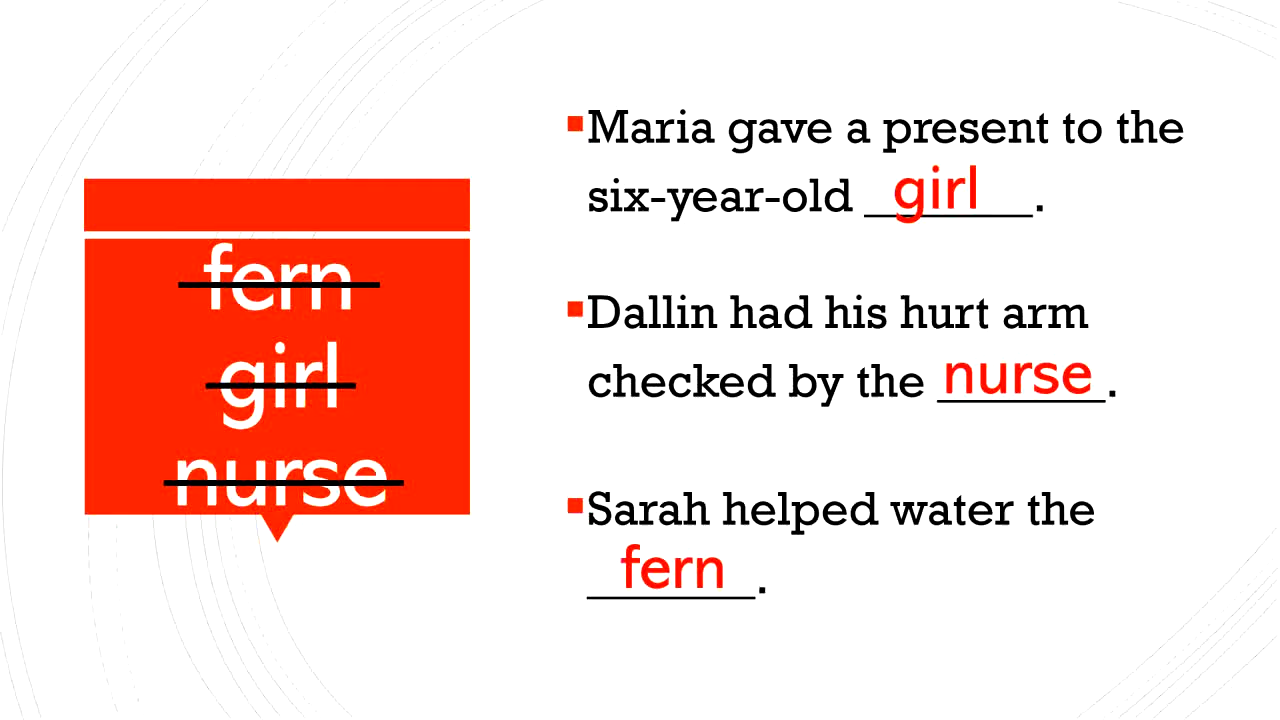 fern
girl
nurse
▪Maria gave a present to the
six-year-old girl.
▪Dallin had his hurt arm
checked by the nurse.
▪Sarah helped water the
fern.